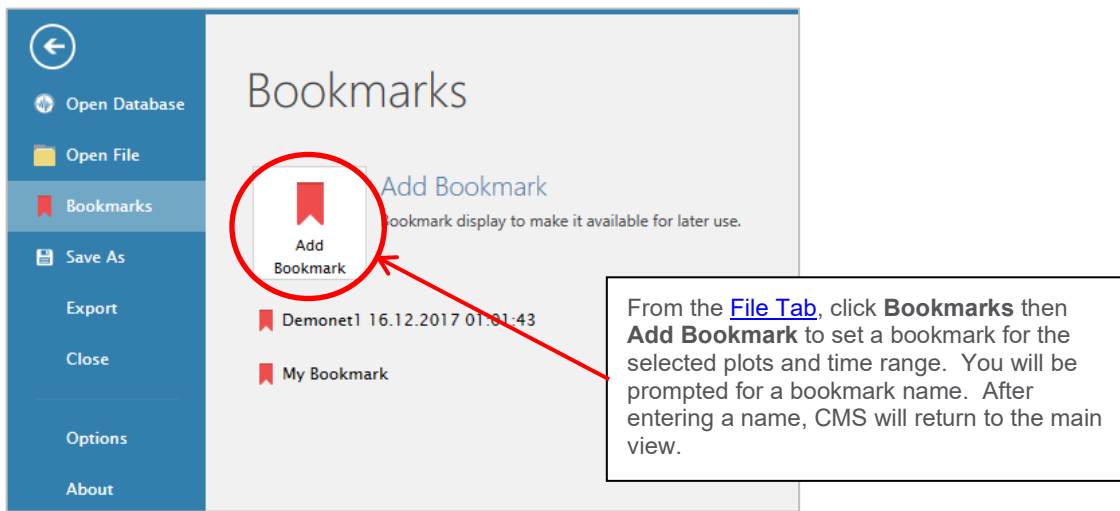 Open Database
Open File
Bookmarks
Save As
Export
Close
Options
About
Bookmarks
Add
Bookmark
Add Bookmark
Bookmark display to make it available for later use.
Demonet1 16.12.2017 01:01:43
My Bookmark
From the File Tab, click Bookmarks then
Add Bookmark to set a bookmark for the
selected plots and time range.  You will be
prompted for a bookmark name.  After
entering a name, CMS will return to the main
view.